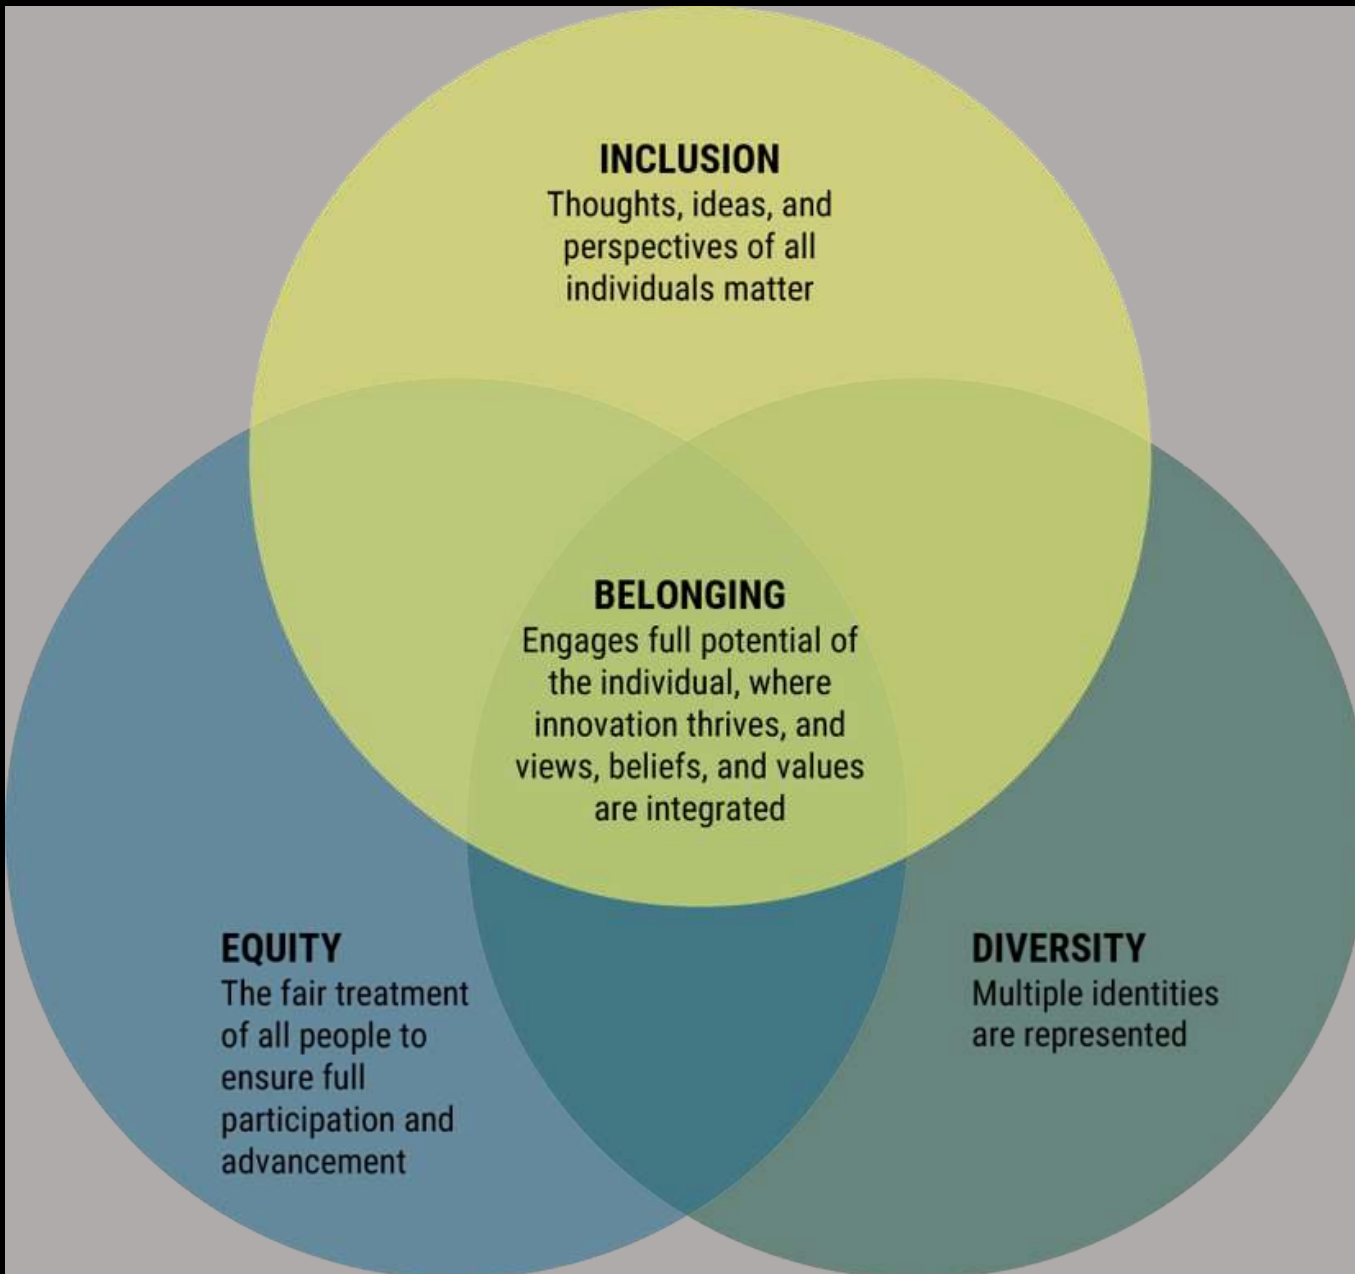 INCLUSION
Thoughts, ideas, and
perspectives of all
individuals matter
BELONGING
Engages full potential of
the individual, where
innovation thrives, and
views, beliefs, and values
are integrated
EQUITY
The fair treatment
of all people to
ensure full
participation and
advancement
DIVERSITY
Multiple identities
are represented